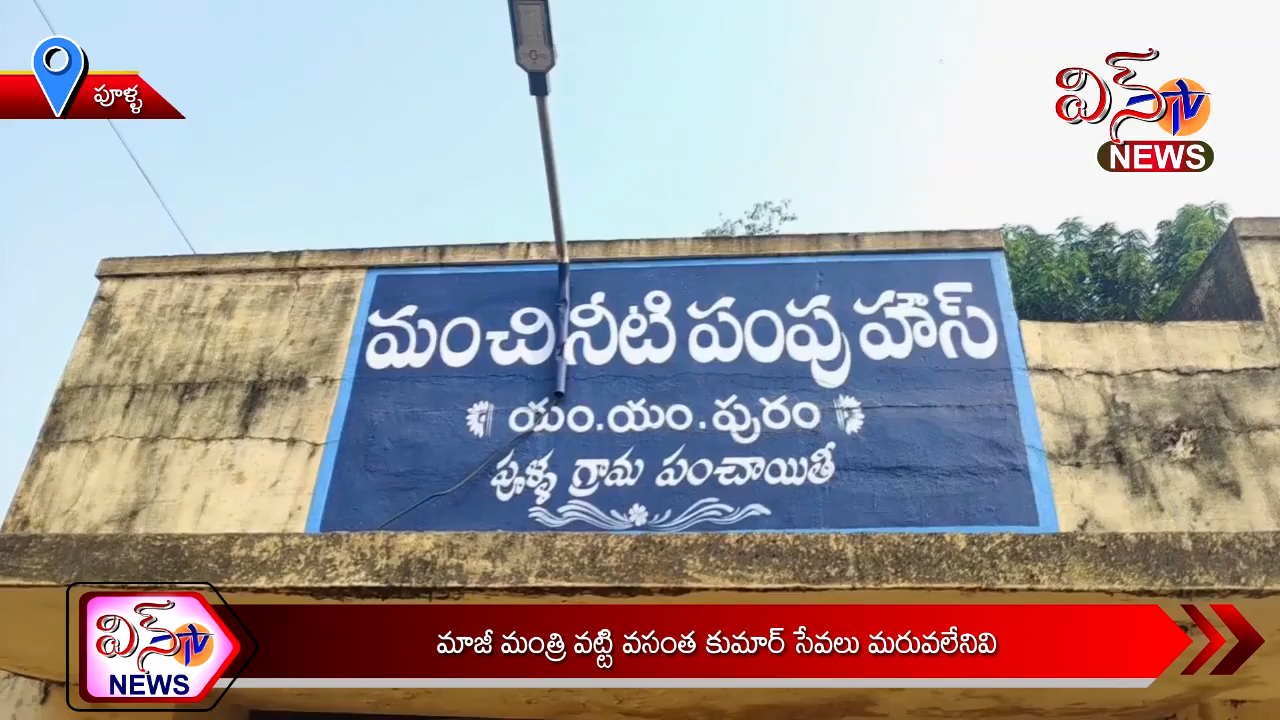 పూళ్ళ
విస్ TV
NEWS
మంచినీటి పంపు హౌస్
యం.యం.పురం
పూళ్ళ గ్రామ పంచాయితీ
విస్ TV
NEWS
మాజీ మంత్రి వట్టి వసంత కుమార్ సేవలు మరువలేనివి